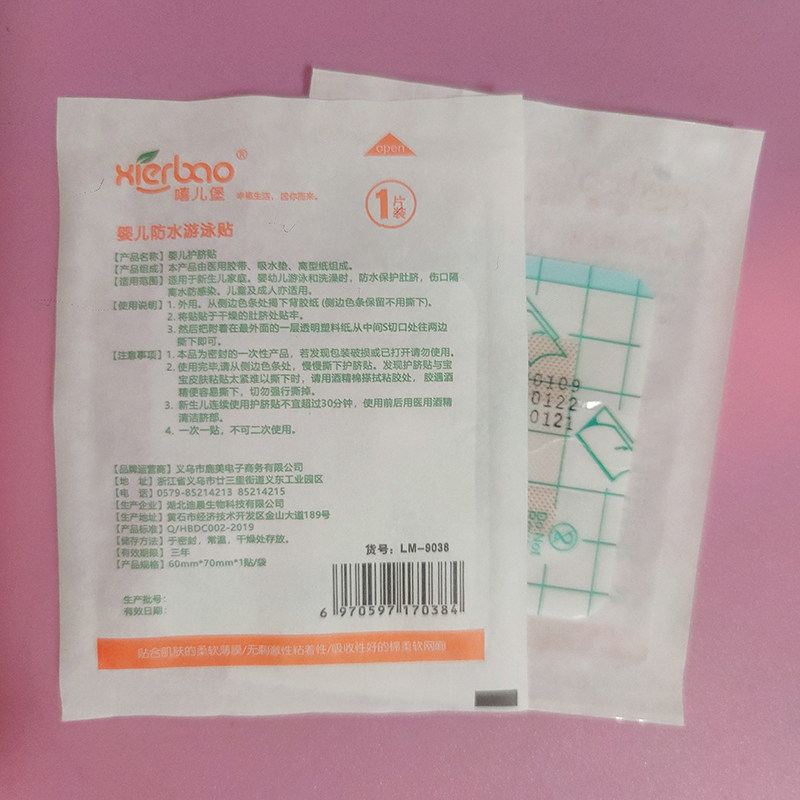 open
xierbao®
嘻儿堡 幸福生活，由你而来。
1片装
婴儿防水游泳贴
【产品名称】婴儿护脐贴
【产品组成】本产品由医用胶带、吸水垫、离型纸组成。
【适用范围】适用于新生儿家庭。婴幼儿游泳和洗澡时，防水保护肚脐，伤口隔
离水防感染。儿童及成人亦适用。
【使用说明】1. 外用。从侧边色条处揭下背胶纸 (侧边色条保留不用撕下)。
2. 将贴贴于干燥的肚脐处贴牢。
3. 然后把附着在最外面的一层透明塑料纸,从中间S切口处往两边
撕下即可。
【注意事项】1. 本品为密封的一次性产品，若发现包装破损或已打开请勿使用。
2. 使用完毕,请从侧边色条处，慢慢撕下护脐贴。发现护脐贴与宝
宝皮肤粘贴太紧难以撕下时，请用酒精棉搽拭粘胶处，胶遇酒
精便容易撕下，切勿强行撕掉。
3. 新生儿连续使用护脐贴不宜超过30分钟，使用前后用医用酒精
清洁脐部。
4. 一次一贴，不可二次使用。
【品牌运营商】义乌市施美电子商务有限公司
【地 址】浙江省义乌市廿三里街道义东工业园区
【电 话】0579-85214213 85214215
【生产企业】湖北迪晨生物科技有限公司
【生产地址】黄石市经济技术开发区金山大道189号
【产品标准】Q/HBDC002-2019
【储存方法】于密封，常温，干燥处存放。
【有效期限】三年
【产品规格】60mm*70mm*1贴/袋
货号：LM-9038
6 970597 170384
生产批号：
有效日期：
贴合肌肤的柔软薄膜/无刺激性粘着性/吸收性好的棉柔软网面
0109
0122
0121
2
Do Not